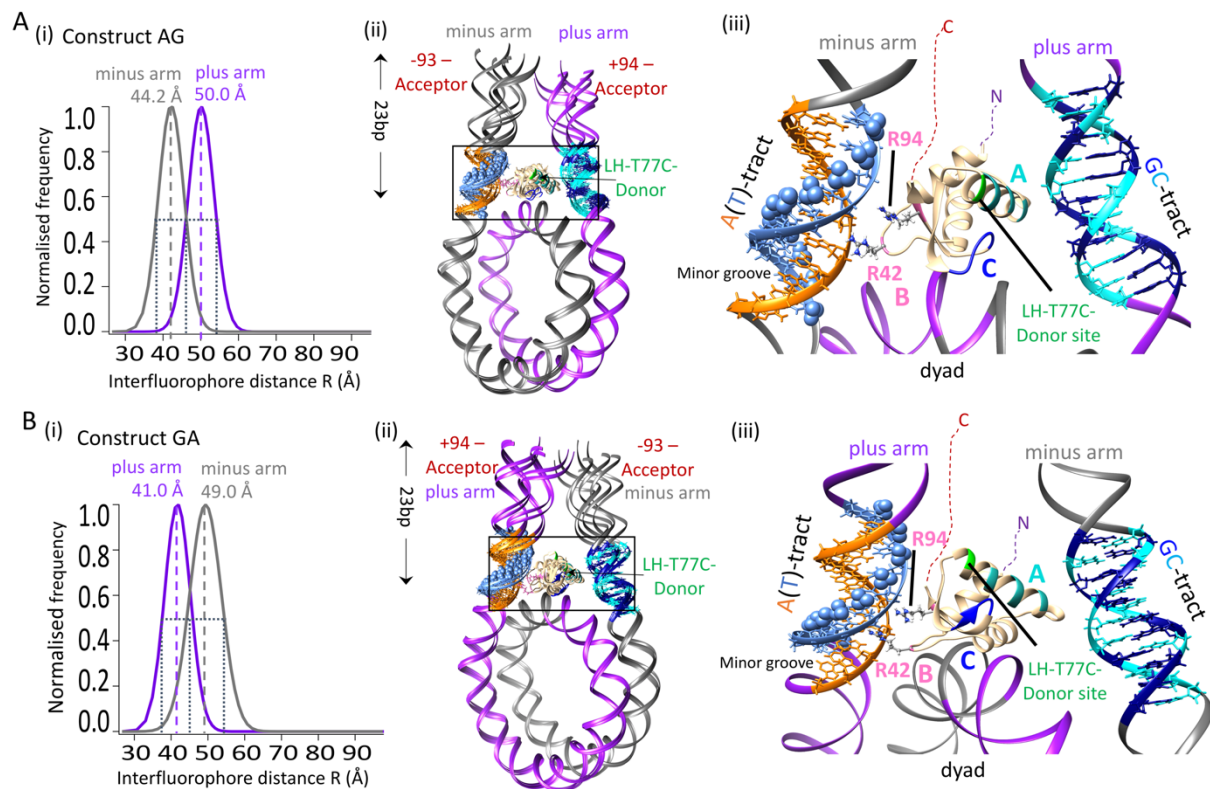 A
(i) Construct AG
minus arm
44.2 Å
plus arm
50.0 Å
Normalised frequency
1.0
0.8
0.6
0.4
0.2
0.0
30 40 50 60 70 80 90
Interfluorophore distance R (Å)
(ii)
minus arm
plus arm
-93 –
Acceptor
+94 –
Acceptor
23bp
LH-T77C-
Donor
(iii)
minus arm
C
plus arm
N
R94
A(T)-tract
A
GC-tract
Minor groove
R42
B
C
LH-T77C-
Donor site
dyad
B
(i) Construct GA
plus arm
41.0 Å
minus arm
49.0 Å
Normalised frequency
1.0
0.8
0.6
0.4
0.2
0.0
30 40 50 60 70 80 90
Interfluorophore distance R (Å)
(ii)
+94 –
Acceptor
plus arm
-93 –
Acceptor
minus arm
23bp
LH-T77C-
Donor
(iii)
plus arm
C
minus arm
N
R94
A(T)-tract
A
GC-tract
Minor groove
R42
B
C
LH-T77C-
Donor site
dyad